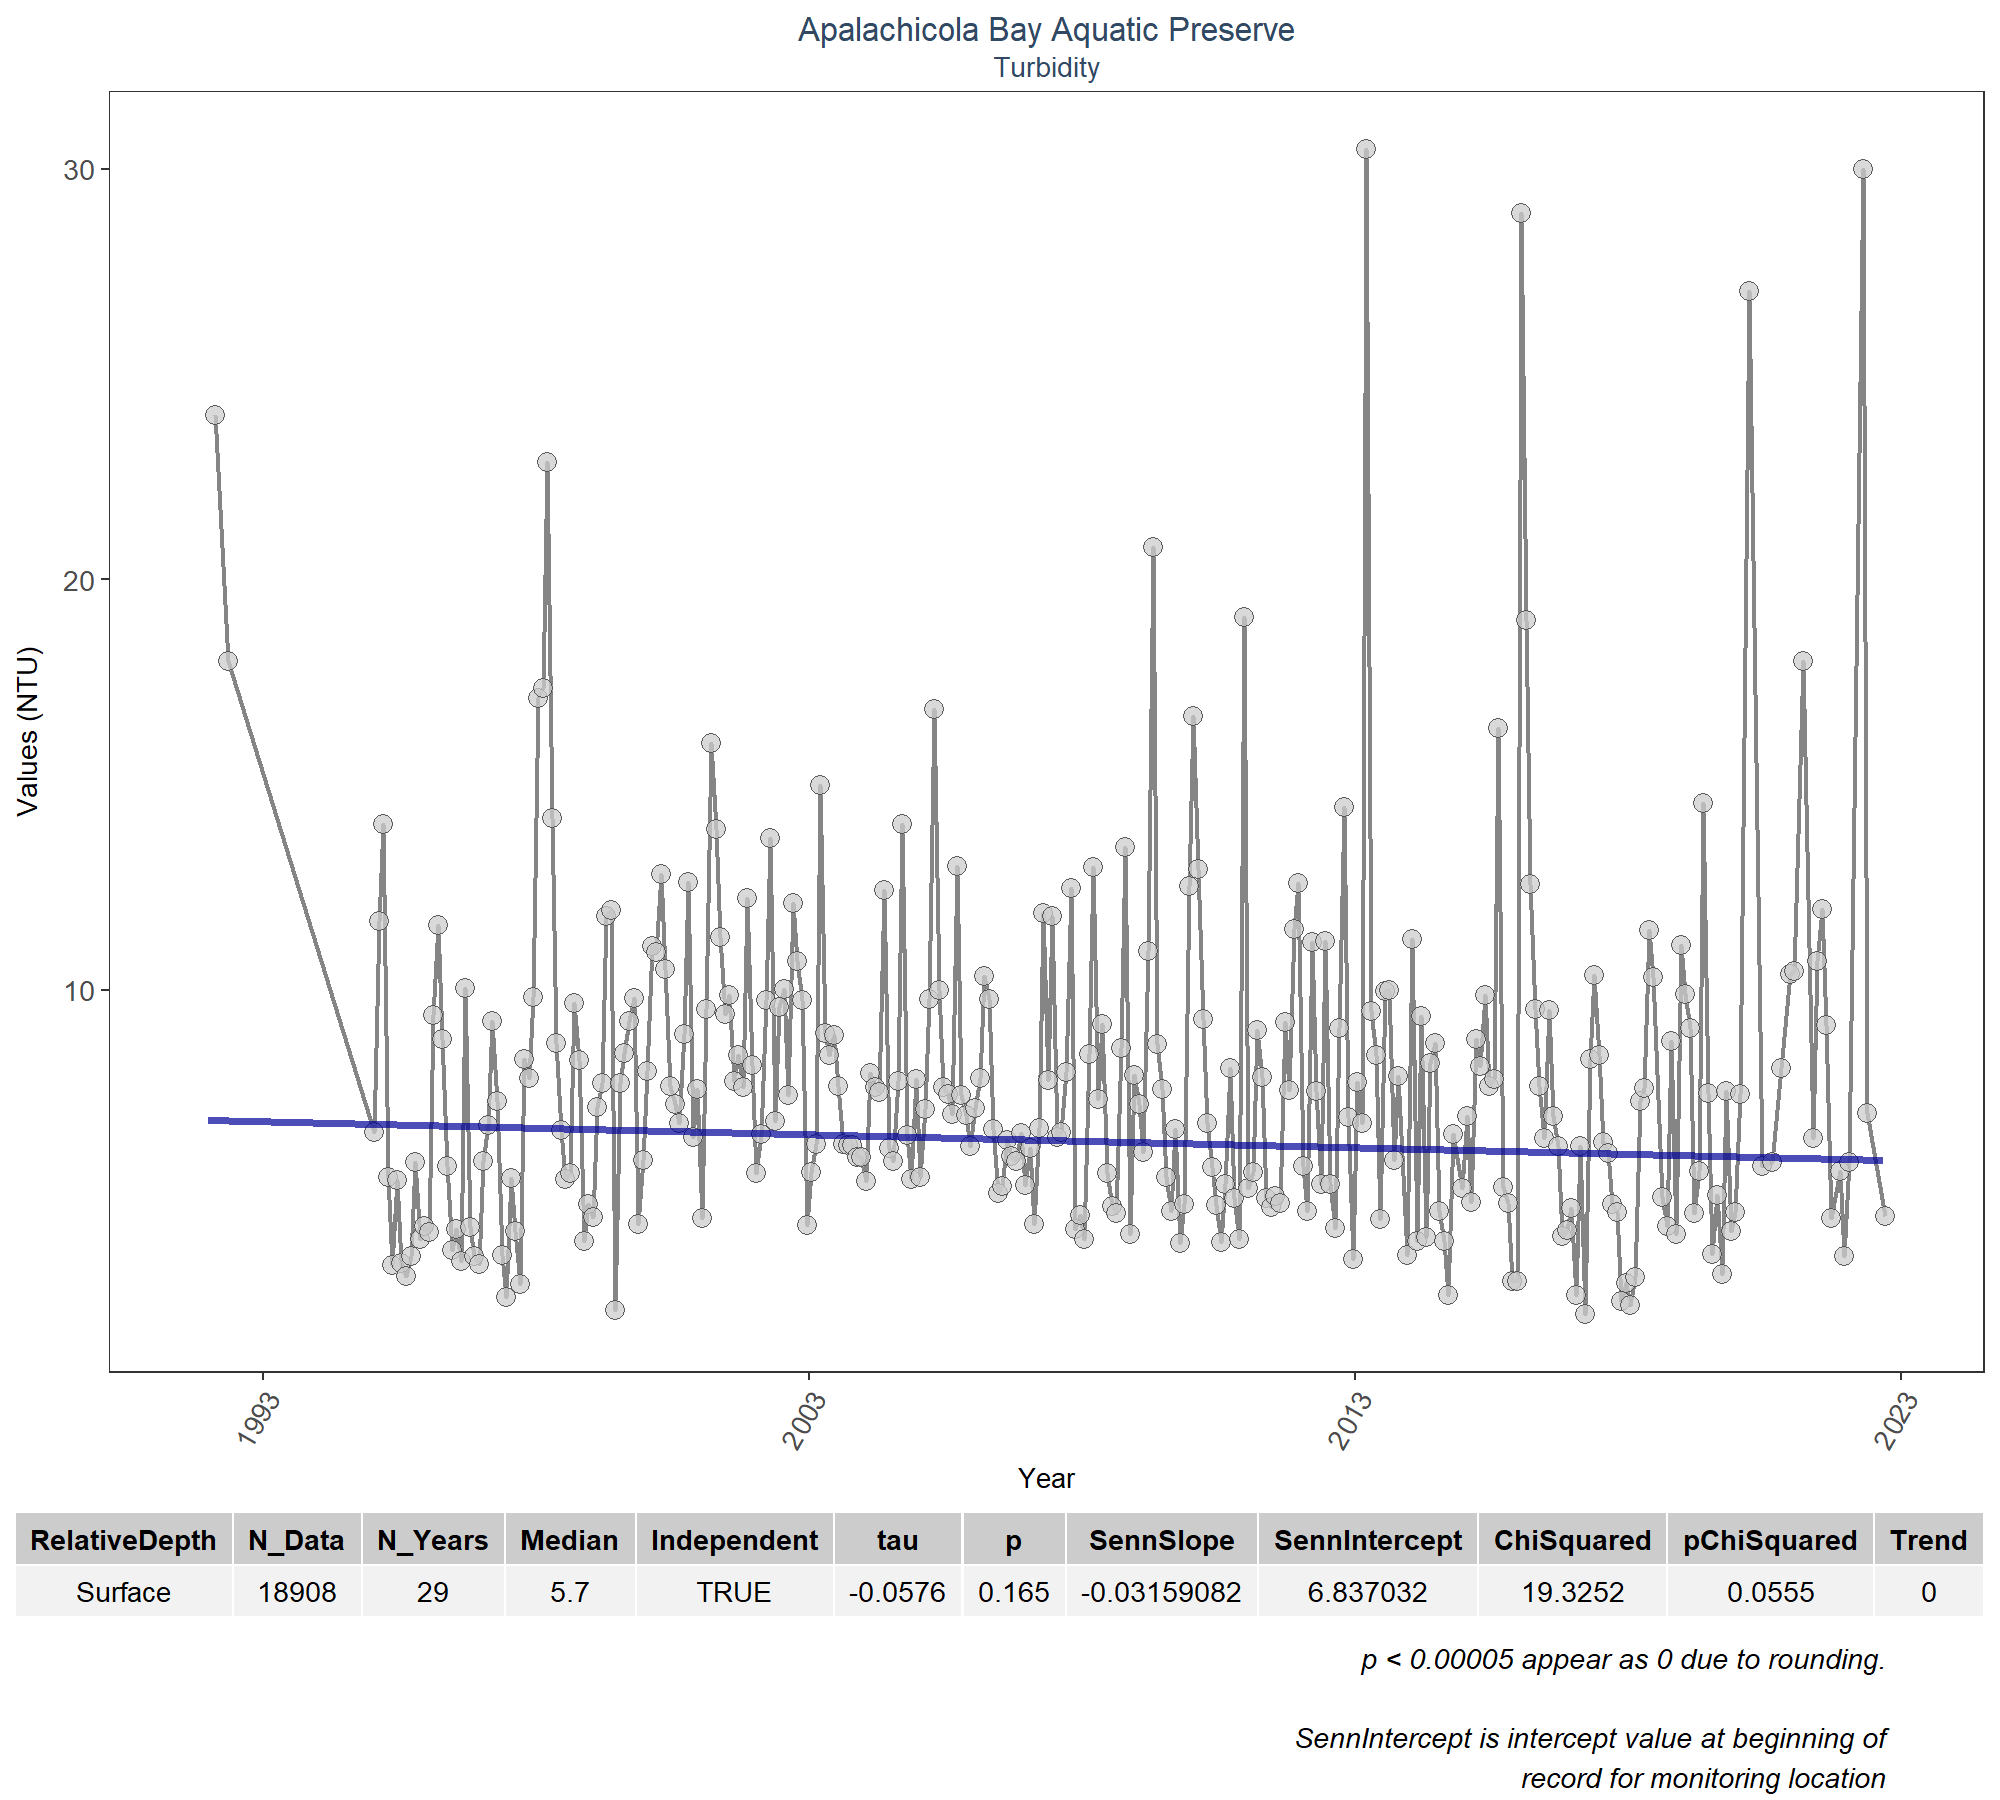 Apalachicola Bay Aquatic Preserve
Turbidity
Values (NTU)
30
20
10
1993 2003 2013 2023
Year
RelativeDepth N_Data N_Years Median Independent tau p SennSlope SennIntercept ChiSquared pChiSquared Trend
Surface 18908 29 5.7 TRUE -0.0576 0.165 -0.03159082 6.837032 19.3252 0.0555 0
p < 0.00005 appear as 0 due to rounding.
SennIntercept is intercept value at beginning of
record for monitoring location